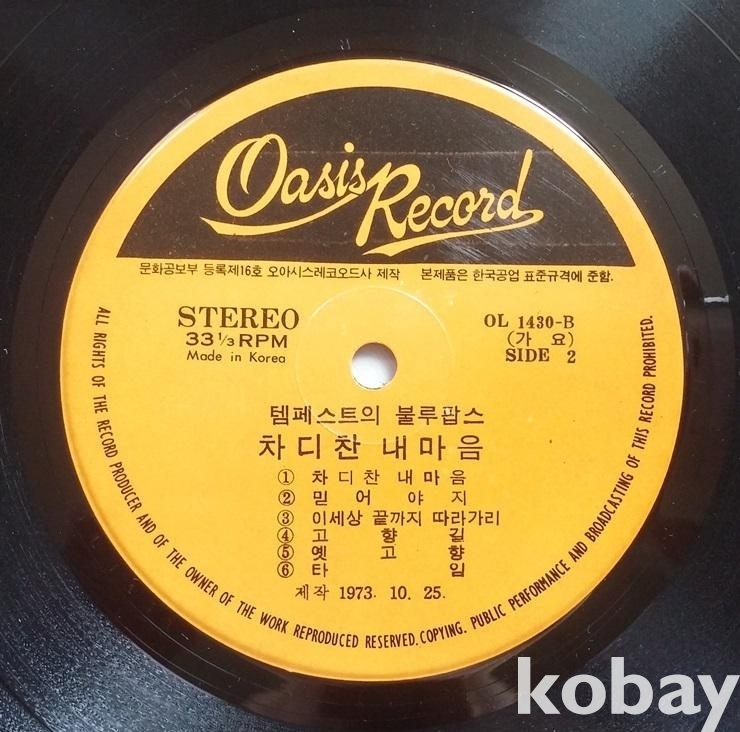 Oasis Record
문화공보부 등록제16호 오아시스레코오드사 제작 본제품은 한국공업 표준규격에 준함.
STEREO
33 1/3 RPM
Made in Korea
OL 1430-B
(가 요)
SIDE 2
템페스트의 불루팝스
차디찬 내마음
① 차디찬 내마음
② 믿어야지
③ 이세상 끝까지 따라가리
④ 고향길
⑤ 옛고향
⑥ 타임
제작 1973. 10. 25.
ALL RIGHTS OF THE RECORD PRODUCER AND OF THE OWNER OF THE WORK REPRODUCED RESERVED. COPYING. PUBLIC PERFORMANCE AND BROADCASTING OF THIS RECORD PROHIBITED.
kobay